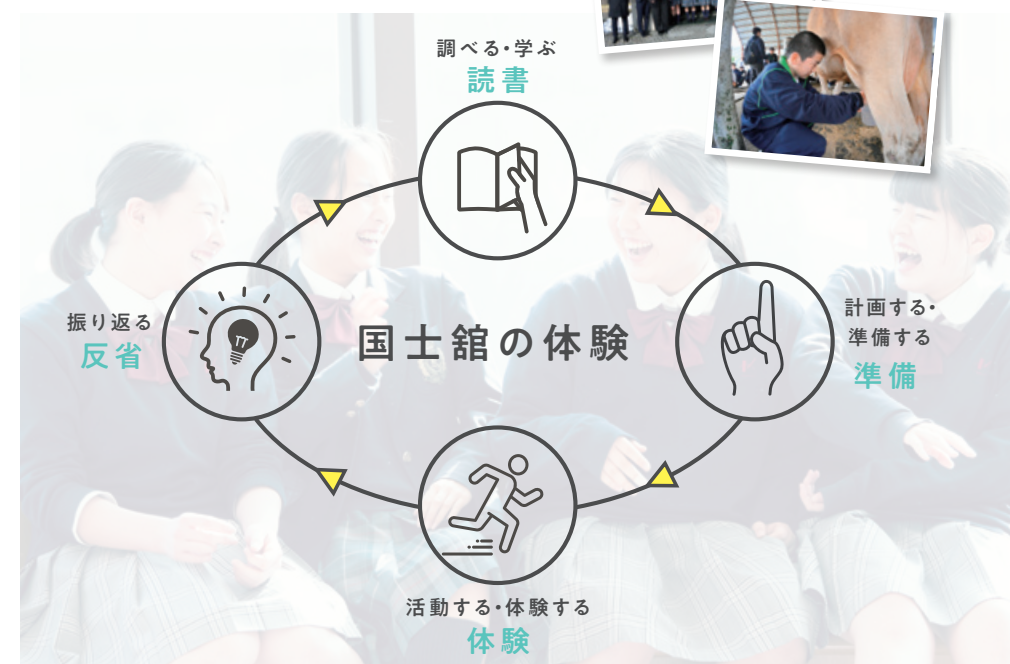 調べる・学ぶ
読書
振り返る
反省
国士舘の体験
計画する・
準備する
準備
活動する・体験する
体験